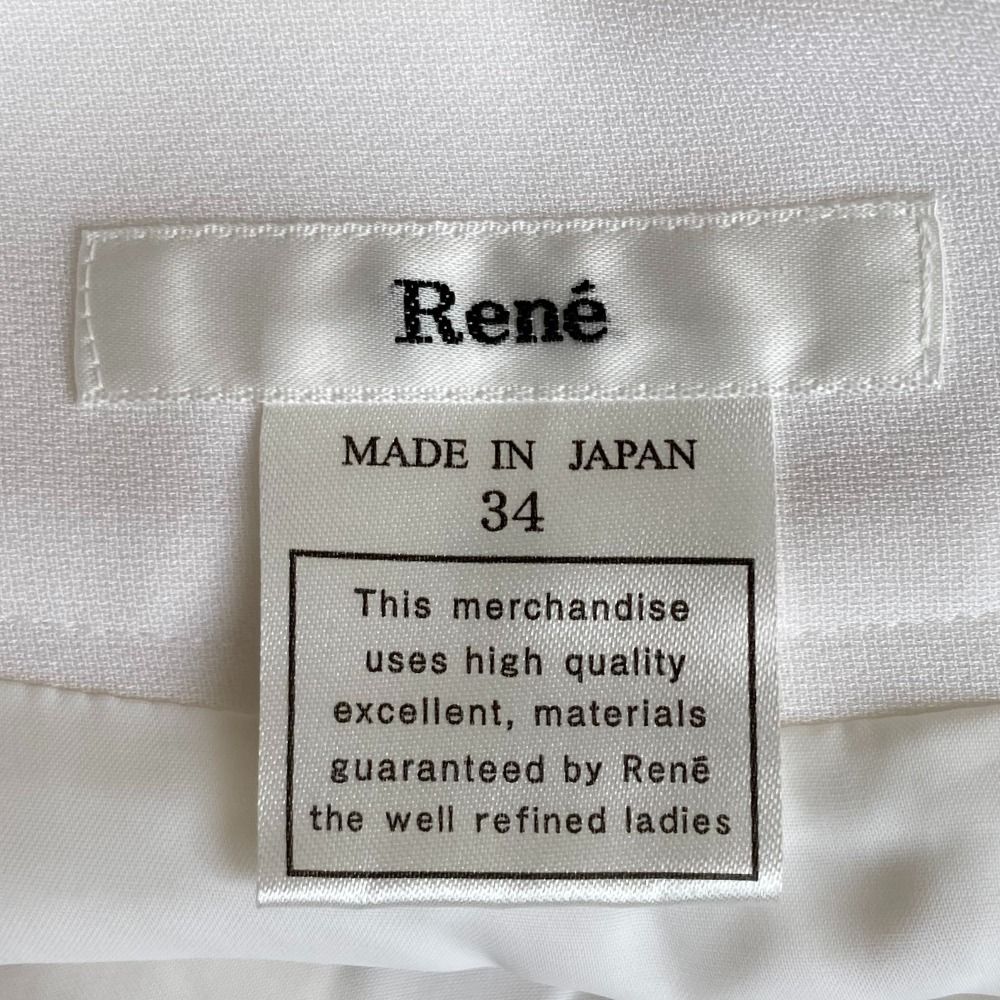 René
MADE IN JAPAN
34
This merchandise
uses high quality
excellent, materials
guaranteed by Renē
the well refined ladies